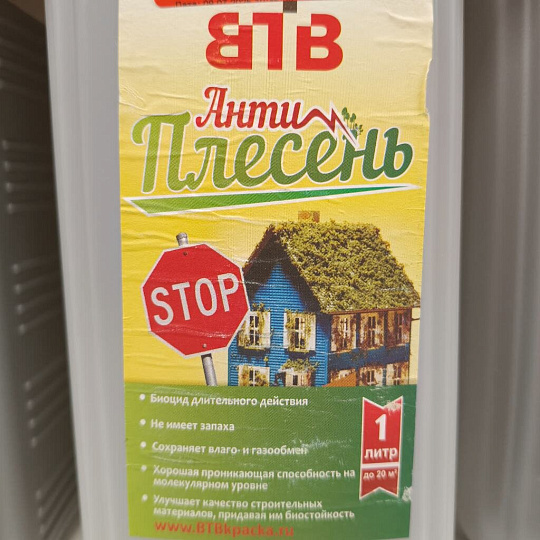 ВТВ
Анти
Плесень
STOP
• Биоцид длительного действия
• Не имеет запаха
• Сохраняет влаго- и газообмен
• Хорошая проникающая способность на
молекулярном уровне
• Улучшает качество строительных
материалов, придавая им биостойкость
www.ВТВkраска.ru
1
литр
до 20 м²